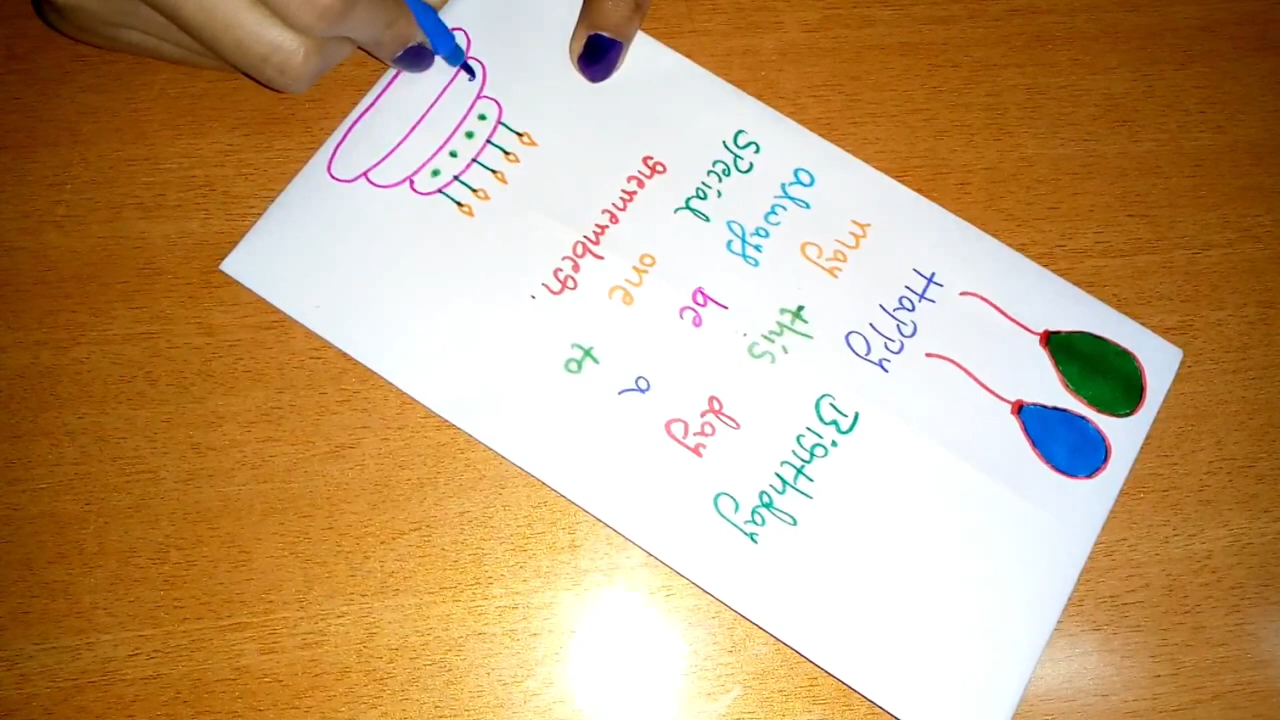 Happy Birthday
may this day
always be a
special one to
remember.